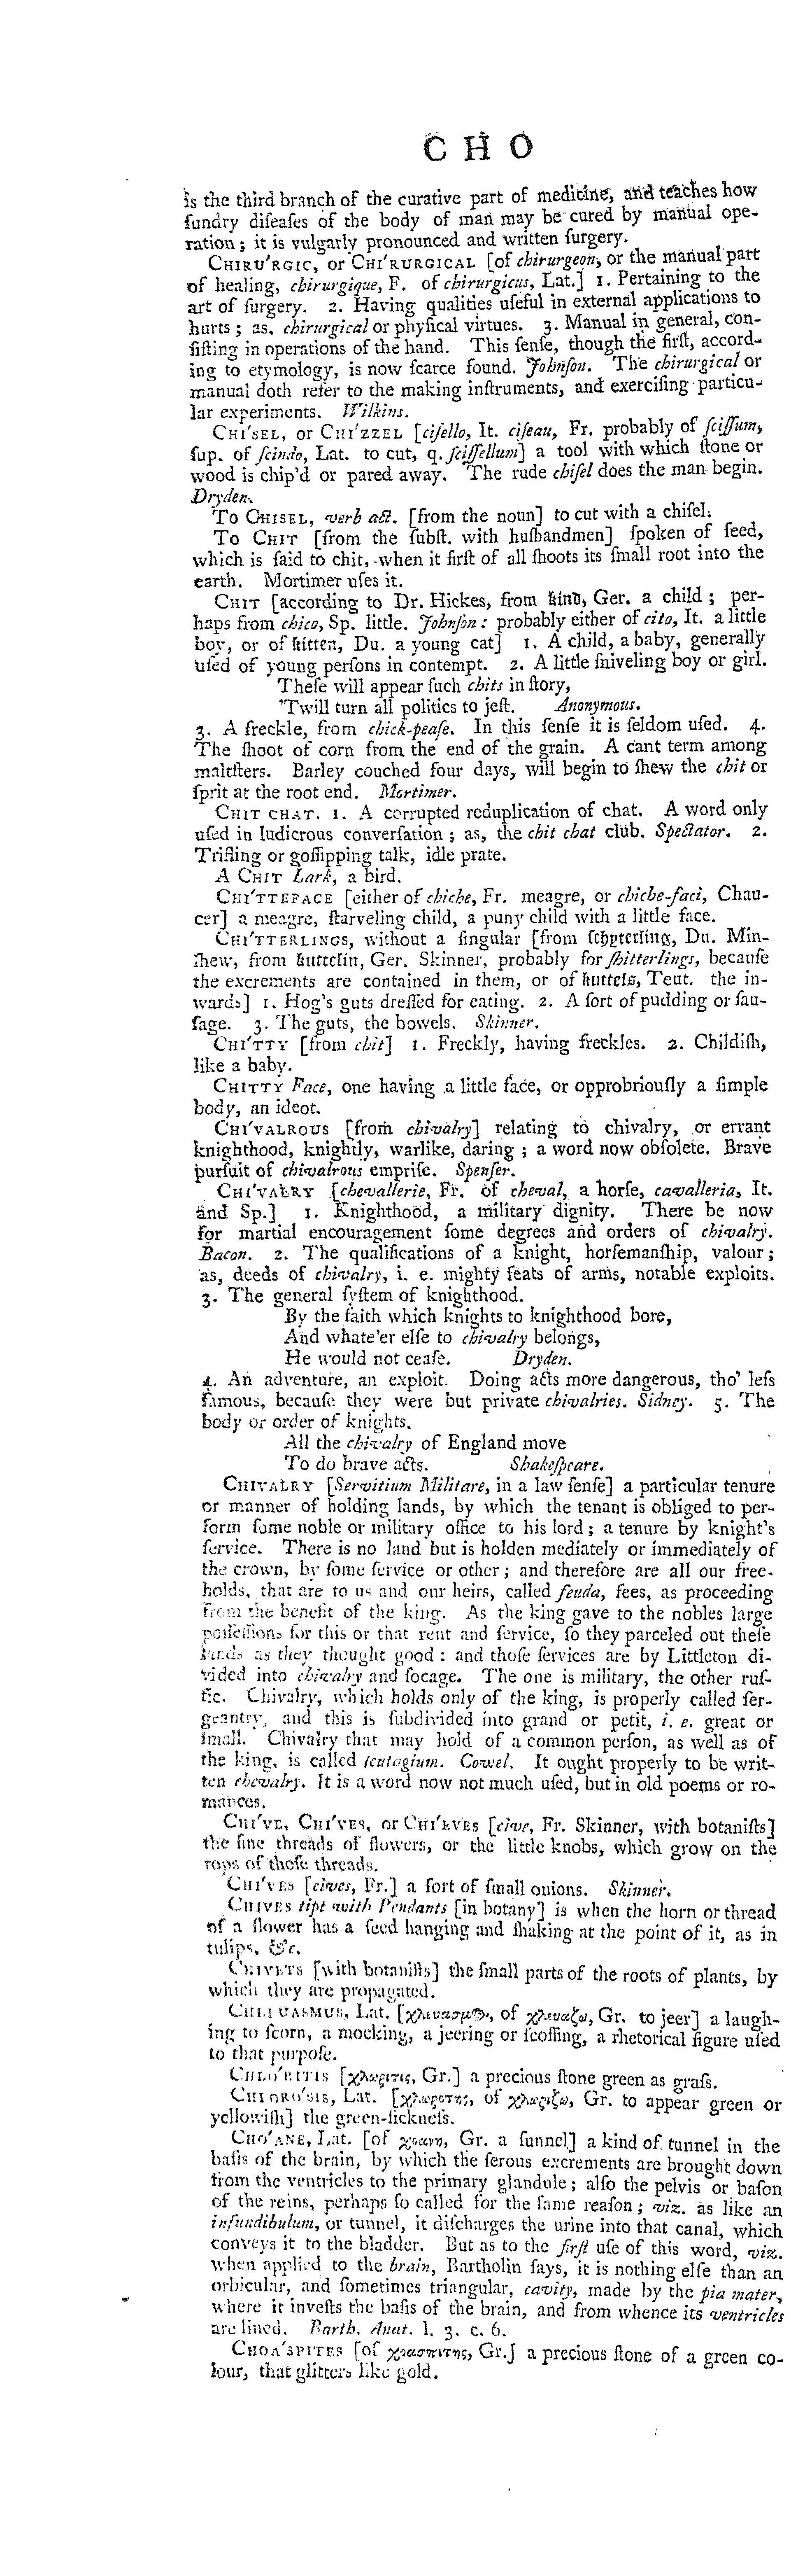 C H O
is the third branch of the curative part of medicine, and teaches how
ſundry diſeaſes of the body of man may be cured by manual ope-
ration; it is vulgarly pronounced and written ſurgery.
CHIRU'RGIC, or CHI'RURGICAL [of chirurgeon, or the manual part
of healing, chirurgique, F. of chirurgicus, Lat.] 1. Pertaining to the
art of ſurgery. 2. Having qualities uſeful in external applications to
hurts; as, chirurgical or phyſical virtues. 3. Manual in general, con-
ſiſting in operations of the hand. This ſenſe, though the firſt, accord-
ing to etymology, is now ſcarce found. Johnſon. The chirurgical or
manual doth refer to the making inſtruments, and exerciſing particu-
lar experiments. Wilkins.
CHI'SEL, or CHI'ZZEL [ciſello, It. ciſeau, Fr. probably of ſciſſum,
ſup. of ſcindo, Lat. to cut, q. ſciſſellum] a tool with which ſtone or
wood is chip'd or pared away. The rude chiſel does the man begin.
Dryden.
To CHISEL, verb act. [from the noun] to cut with a chiſel.
To CHIT [from the ſubſt. with huſbandmen] ſpoken of ſeed,
which is ſaid to chit, when it firſt of all ſhoots its ſmall root into the
earth. Mortimer uſes it.
CHIT [according to Dr. Hickes, from kind, Ger. a child; per-
haps from chico, Sp. little. Johnſon: probably either of cito, It. a little
boy, or of kitten, Du. a young cat] 1. A child, a baby, generally
uſed of young perſons in contempt. 2. A little ſniveling boy or girl.
Theſe will appear ſuch chits in ſtory,
'Twill turn all politics to jeſt. Anonymous.
3. A freckle, from chick-peaſe. In this ſenſe it is ſeldom uſed. 4.
The ſhoot of corn from the end of the grain. A cant term among
maltſters. Barley couched four days, will begin to ſhew the chit or
ſprit at the root end. Mortimer.
CHIT CHAT. 1. A corrupted reduplication of chat. A word only
uſed in ludicrous converſation; as, the chit chat club. Spectator. 2.
Trifling or goſſipping talk, idle prate.
A CHIT Lark, a bird.
CHI'TTEFACE [either of chiche, Fr. meagre, or chiche-faci, Chau-
cer] a meagre, ſtarveling child, a puny child with a little face.
CHI'TTERLINGS, without a ſingular [from ſchyterling, Du. Min-
ſhew, from kuttelin, Ger. Skinner, probably for ſhitterlings, becauſe
the excrements are contained in them, or of kuttels, Teut. the in-
wards] 1. Hog's guts dreſſed for eating. 2. A ſort of pudding or ſau-
ſage. 3. The guts, the bowels. Skinner.
CHI'TTY [from chit] 1. Freckly, having freckles. 2. Childiſh,
like a baby.
CHITTY Face, one having a little face, or opprobriouſly a ſimple
body, an ideot.
CHI'VALROUS [from chivalry] relating to chivalry, or errant
knighthood, knightly, warlike, daring; a word now obſolete. Brave
purſuit of chivalrous empriſe. Spenſer.
CHI'VALRY [chevallerie, Fr. of cheval, a horſe, cavalleria, It.
and Sp.] 1. Knighthood, a military dignity. There be now
for martial encouragement ſome degrees and orders of chivalry.
Bacon. 2. The qualifications of a knight, horſemanſhip, valour;
as, deeds of chivalry, i. e. mighty feats of arms, notable exploits.
3. The general ſyſtem of knighthood.
By the faith which knights to knighthood bore,
And whate'er elſe to chivalry belongs,
He would not ceaſe. Dryden.
4. An adventure, an exploit. Doing acts more dangerous, tho' leſs
famous, becauſe they were but private chivalries. Sidney. 5. The
body or order of knights.
All the chivalry of England move
To do brave acts. Shakeſpeare.
CHIVALRY [Servitium Militare, in a law ſenſe] a particular tenure
or manner of holding lands, by which the tenant is obliged to per-
form ſome noble or military office to his lord; a tenure by knight's
ſervice. There is no land but is holden mediately or immediately of
the crown, by ſome ſervice or other; and therefore are all our free-
holds, that are to us and our heirs, called feuda, fees, as proceeding
from the benefit of the king. As the king gave to the nobles large
poſſeſſions for this or that rent and ſervice, ſo they parceled out theſe
lands as they thought good: and thoſe ſervices are by Littleton di-
vided into chivalry and ſocage. The one is military, the other ruſ-
tic. Chivalry, which holds only of the king, is properly called ſer-
geantry, and this is ſubdivided into grand or petit, i. e. great or
ſmall. Chivalry that may hold of a common perſon, as well as of
the king, is called ſcutagium. Cowel. It ought properly to be writ-
ten chevalry. It is a word now not much uſed, but in old poems or ro-
mances.
CHI'VE, CHI'VES, or CHI'EVES [cive, Fr. Skinner, with botaniſts]
the fine threads of flowers, or the little knobs, which grow on the
tops of thoſe threads.
CHI'VES [cives, Fr.] a ſort of ſmall onions. Skinner.
CHIVES tipt with Pendants [in botany] is when the horn or thread
of a flower has a ſeed hanging and ſhaking at the point of it, as in
tulips, &c.
CHIVETS [with botaniſts] the ſmall parts of the roots of plants, by
which they are propagated.
CHLEUASMUS, Lat. [χλευασμος, of χλευαζω, Gr. to jeer] a laugh-
ing to ſcorn, a mocking, a jeering or ſcoffing, a rhetorical figure uſed
to that purpoſe.
CHLO'RITIS [χλωριτις, Gr.] a precious ſtone green as graſs.
CHLORO'SIS, Lat. [χλωροτης, of χλωριζω, Gr. to appear green or
yellowiſh] the green-ſickneſs.
CHO'ANE, Lat. [of χοανη, Gr. a funnel] a kind of tunnel in the
baſis of the brain, by which the ſerous excrements are brought down
from the ventricles to the primary glandule; alſo the pelvis or baſon
of the reins, perhaps ſo called for the ſame reaſon; viz. as like an
infundibulum, or tunnel, it diſcharges the urine into that canal, which
conveys it to the bladder. But as to the firſt uſe of this word, viz.
when applied to the brain, Bartholin ſays, it is nothing elſe than an
orbicular, and ſometimes triangular, cavity, made by the pia mater,
where it inveſts the baſis of the brain, and from whence its ventricles
are lined. Barth. Anat. l. 3. c. 6.
CHOA'SPITES [of χοασπιτης, Gr.] a precious ſtone of a green co-
lour, that glitters like gold.